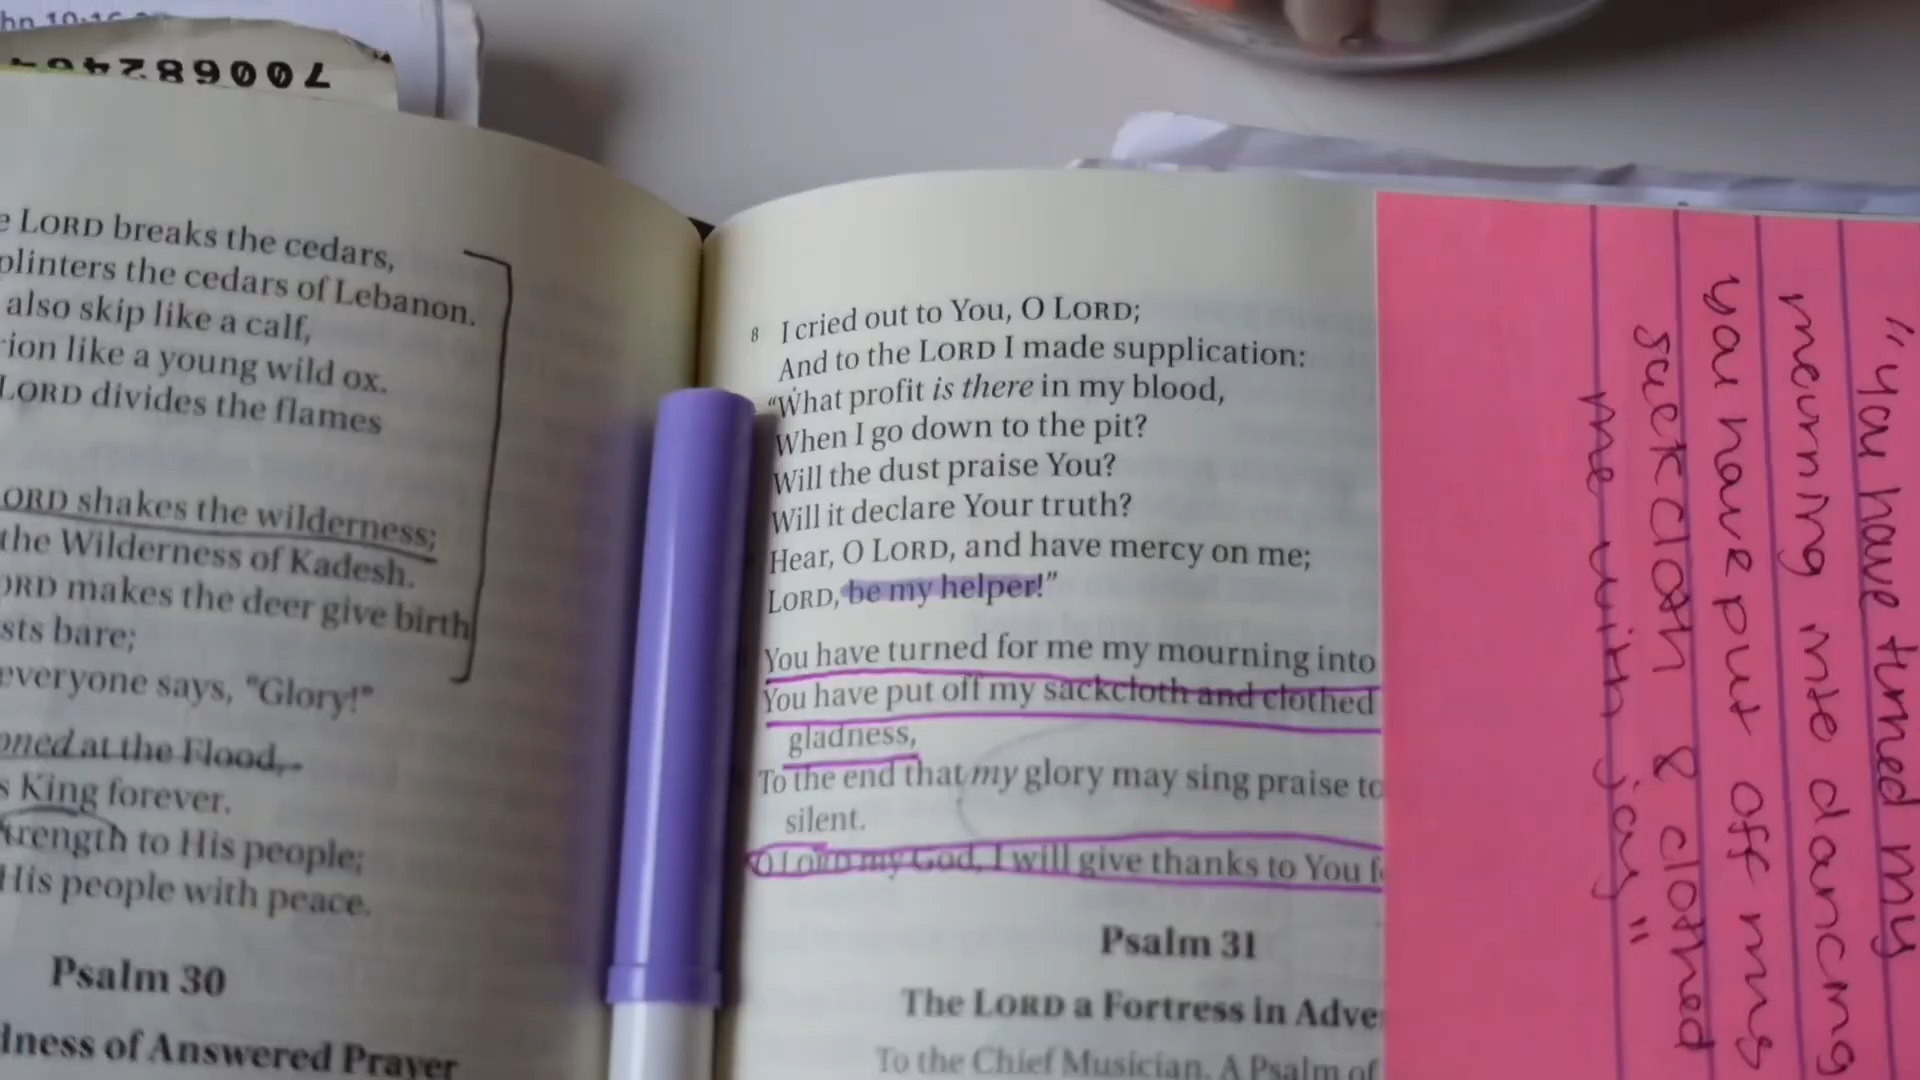 hn 10:16
7006824
e LORD breaks the cedars,
plinters the cedars of Lebanon.
also skip like a calf,
rion like a young wild ox.
LORD divides the flames
ORD shakes the wilderness;
the Wilderness of Kadesh.
ORD makes the deer give birth
sts bare;
everyone says, "Glory!"
oned at the Flood,
s King forever.
trength to His people;
His people with peace.
Psalm 30
dness of Answered Prayer
8 I cried out to You, O LORD;
And to the LORD I made supplication:
“What profit is there in my blood,
When I go down to the pit?
Will the dust praise You?
Will it declare Your truth?
Hear, O LORD, and have mercy on me;
LORD, be my helper!”
You have turned for me my mourning into
You have put off my sackcloth and clothed
gladness,
To the end that my glory may sing praise to
silent.
O LORD my God, I will give thanks to You f
Psalm 31
The LORD a Fortress in Adve
To the Chief Musician. A Psalm of
"you have turned my
mourning into dancing
you have put off my
sackcloth & clothed
me with joy"